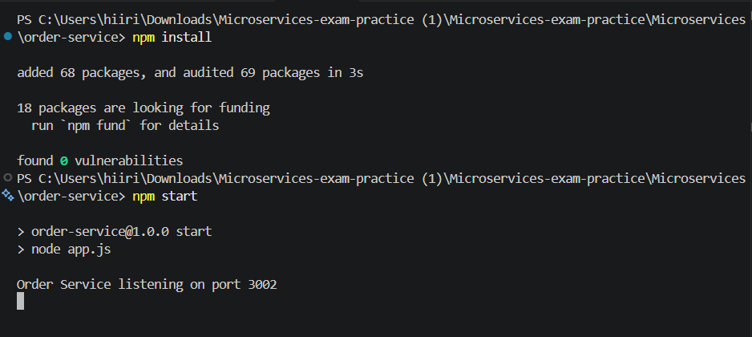 PS C:\Users\hiiri\Downloads\Microservices-exam-practice (1)\Microservices-exam-practice\Microservices
\order-service> npm install
added 68 packages, and audited 69 packages in 3s
18 packages are looking for funding
  run `npm fund` for details
found 0 vulnerabilities
PS C:\Users\hiiri\Downloads\Microservices-exam-practice (1)\Microservices-exam-practice\Microservices
\order-service> npm start
> order-service@1.0.0 start
> node app.js
Order Service listening on port 3002